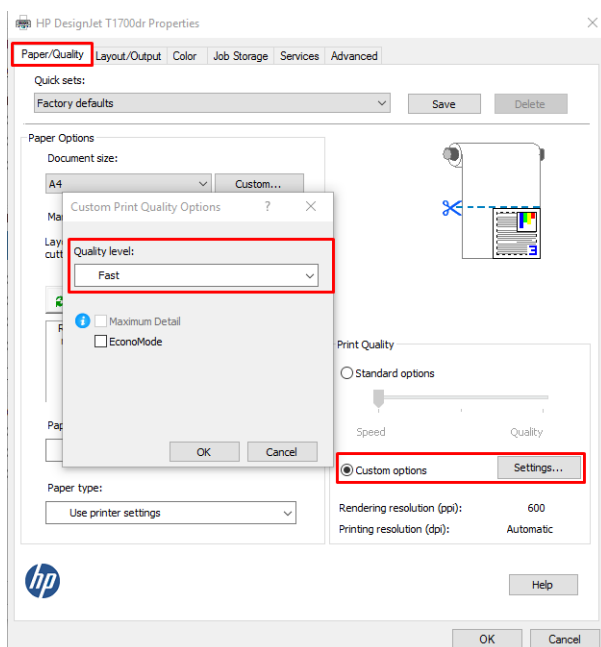 HP DesignJet T1700dr Properties
Paper/Quality Layout/Output Color Job Storage Services Advanced
Quick sets:
Factory defaults
Save Delete
Paper Options
Document size:
A4
Custom...
Custom Print Quality Options ? ×
Quality level:
Fast
Maximum Detail
EconoMode
OK Cancel
Print Quality
Standard options
Speed Quality
Custom options Settings...
Paper type:
Use printer settings
Rendering resolution (ppi): 600
Printing resolution (dpi): Automatic
hp
Help
OK Cancel